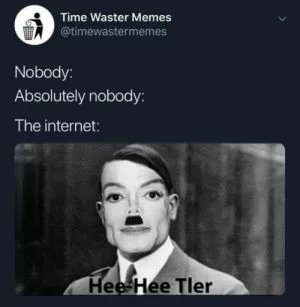 Time Waster Memes
@timewastermemes
Nobody:
Absolutely nobody:
The internet:
Hee-Hee Tler